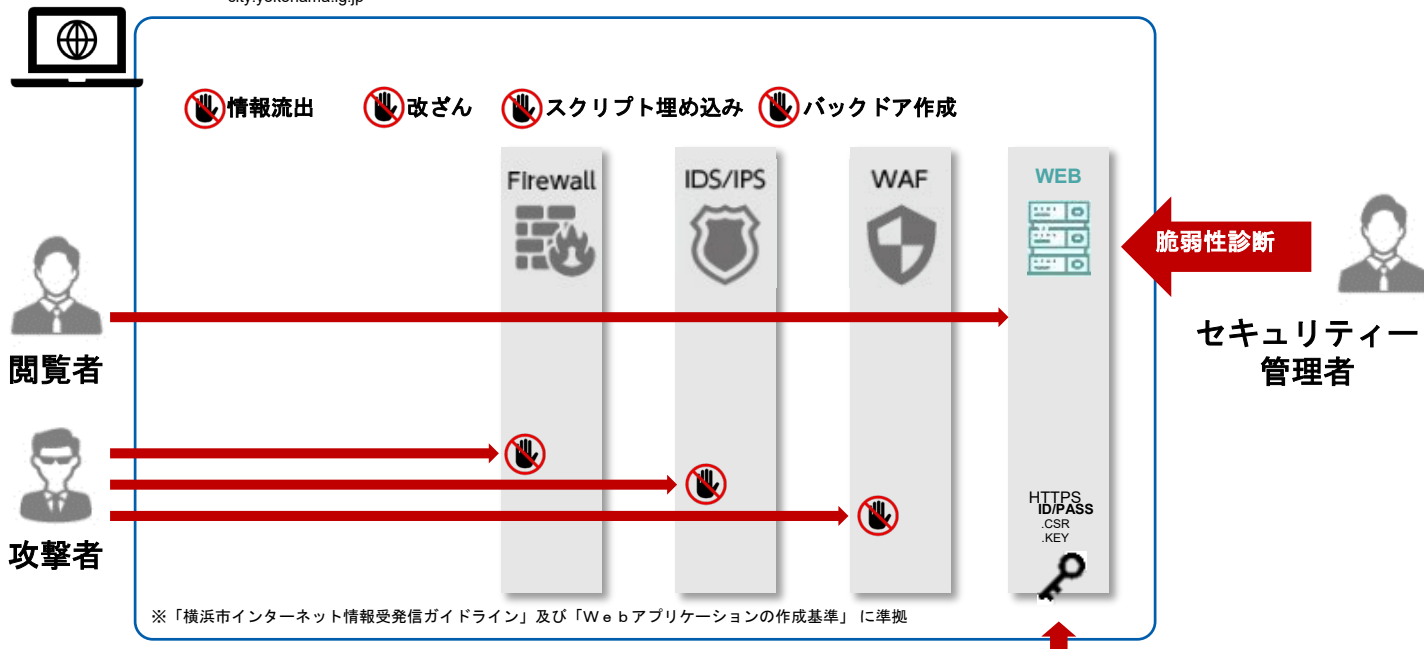 city.yokohama.lg.jp
情報流出
改ざん
スクリプト埋め込み
バックドア作成
Firewall
IDS/IPS
WAF
WEB
脆弱性診断
閲覧者
セキュリティー
管理者
攻撃者
HTTPS
ID/PASS
.CSR
.KEY
※「横浜市インターネット情報受発信ガイドライン」及び「Ｗｅｂアプリケーションの作成基準」 に準拠